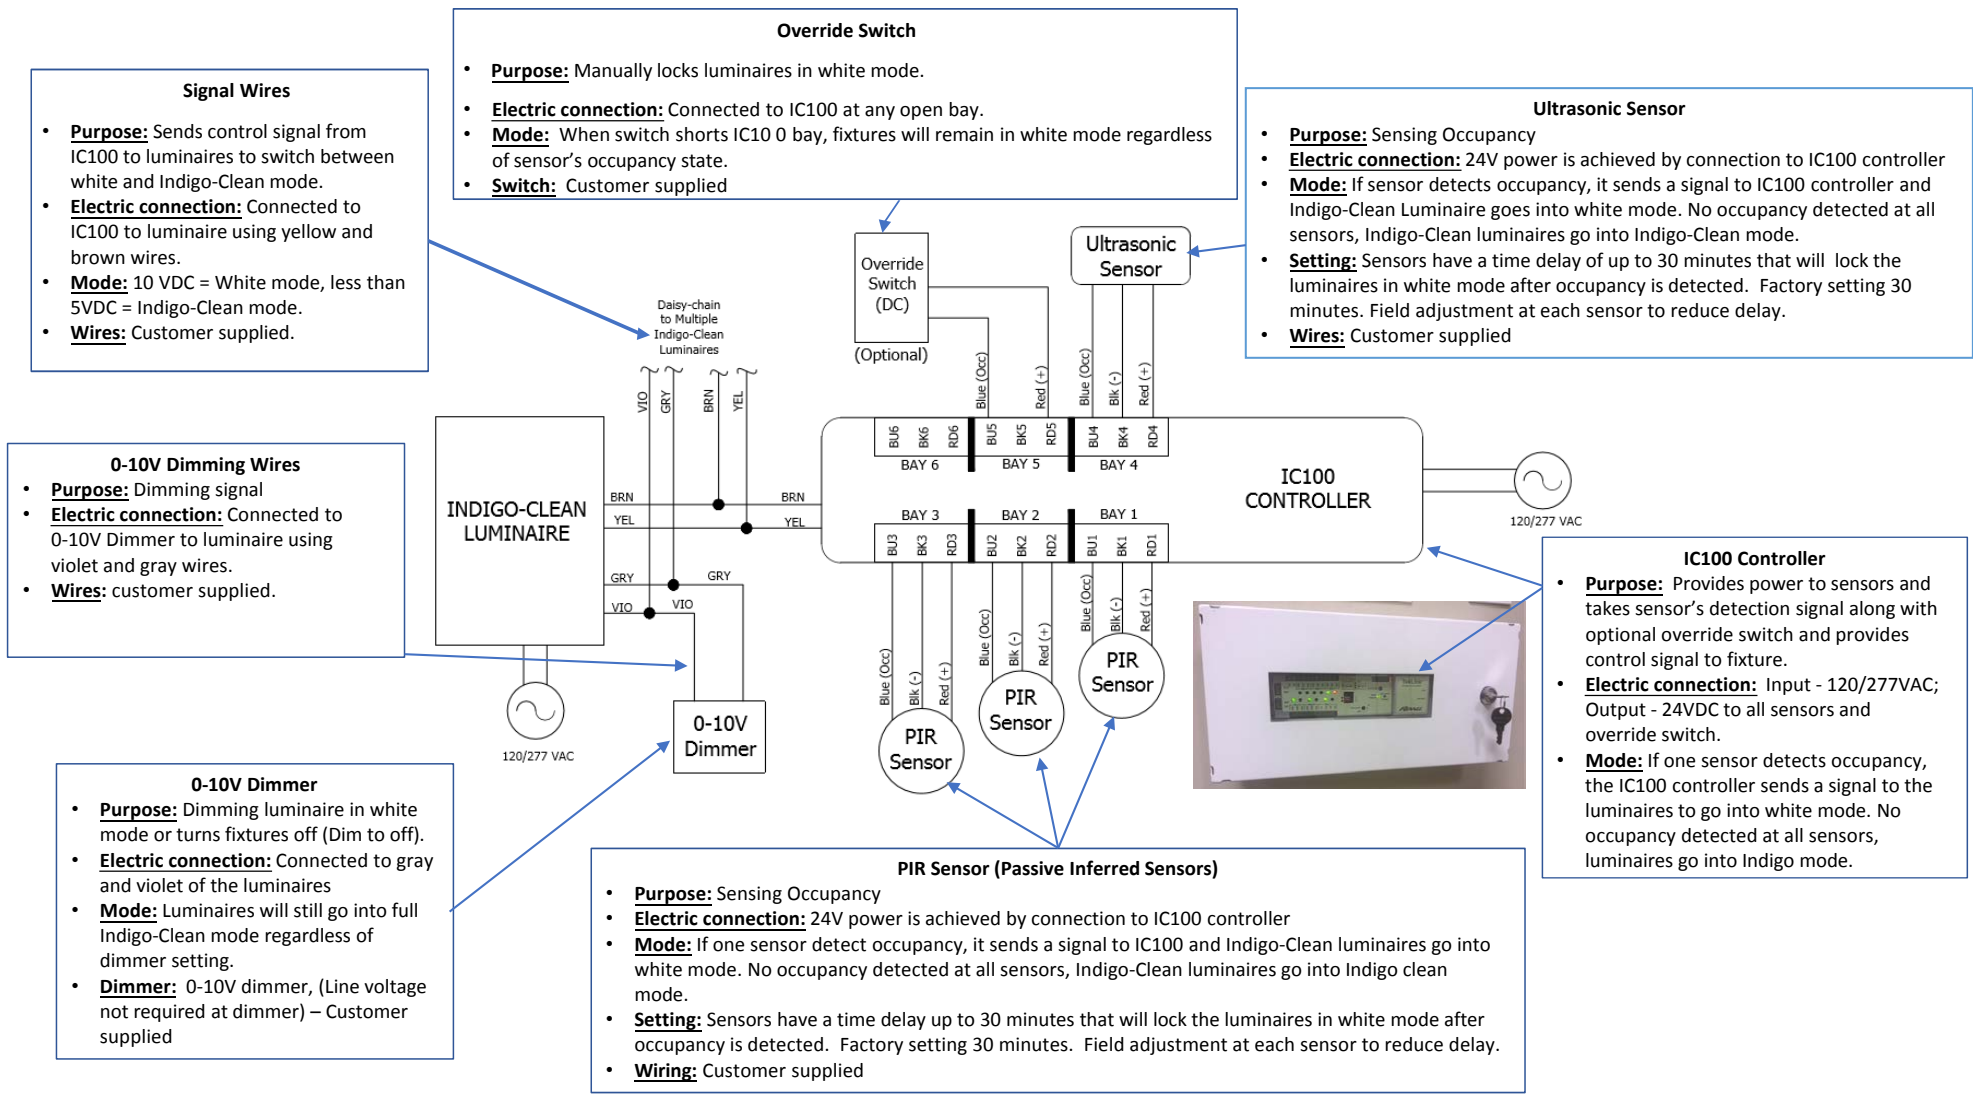 Override Switch
• Purpose: Manually locks luminaires in white mode.
• Electric connection: Connected to IC100 at any open bay.
• Mode: When switch shorts IC10 0 bay, fixtures will remain in white mode regardless
of sensor's occupancy state.
• Switch: Customer supplied
Signal Wires
• Purpose: Sends control signal from
IC100 to luminaires to switch between
white and Indigo-Clean mode.
• Electric connection: Connected to
IC100 to luminaire using yellow and
brown wires.
• Mode: 10 VDC = White mode, less than
5VDC = Indigo-Clean mode.
• Wires: Customer supplied.
Ultrasonic Sensor
• Purpose: Sensing Occupancy
• Electric connection: 24V power is achieved by connection to IC100 controller
• Mode: If sensor detects occupancy, it sends a signal to IC100 controller and
Indigo-Clean Luminaire goes into white mode. No occupancy detected at all
sensors, Indigo-Clean luminaires go into Indigo-Clean mode.
• Setting: Sensors have a time delay of up to 30 minutes that will lock the
luminaires in white mode after occupancy is detected. Factory setting 30
minutes. Field adjustment at each sensor to reduce delay.
• Wires: Customer supplied
Override
Switch
(DC)
(Optional)
Ultrasonic
Sensor
Daisy-chain
to Multiple
Indigo-Clean
Luminaires
VIO
GRY
BRN
YEL
Blue (Occ)
Red (+)
Blue (Occ)
Blk (-)
Red (+)
BU6
BK6
RD6
BU5
BK5
RD5
BU4
BK4
RD4
BAY 6
BAY 5
BAY 4
IC100
CONTROLLER
120/277 VAC
BAY 3
BAY 2
BAY 1
BU3
BK3
RD3
BU2
BK2
RD2
BU1
BK1
RD1
INDIGO-CLEAN
LUMINAIRE
BRN
BRN
YEL
YEL
GRY
GRY
VIO
VIO
120/277 VAC
0-10V
Dimmer
Blue (Occ)
Blk (-)
Red (+)
Blue (Occ)
Blk (-)
Red (+)
Blue (Occ)
Blk (-)
Red (+)
PIR
Sensor
PIR
Sensor
PIR
Sensor
0-10V Dimming Wires
• Purpose: Dimming signal
• Electric connection: Connected to
0-10V Dimmer to luminaire using
violet and gray wires.
• Wires: customer supplied.
IC100 Controller
• Purpose: Provides power to sensors and
takes sensor's detection signal along with
optional override switch and provides
control signal to fixture.
• Electric connection: Input - 120/277VAC;
Output - 24VDC to all sensors and
override switch.
• Mode: If one sensor detects occupancy,
the IC100 controller sends a signal to the
luminaires to go into white mode. No
occupancy detected at all sensors,
luminaires go into Indigo mode.
0-10V Dimmer
• Purpose: Dimming luminaire in white
mode or turns fixtures off (Dim to off).
• Electric connection: Connected to gray
and violet of the luminaires
• Mode: Luminaires will still go into full
Indigo-Clean mode regardless of
dimmer setting.
• Dimmer: 0-10V dimmer, (Line voltage
not required at dimmer) – Customer
supplied
PIR Sensor (Passive Inferred Sensors)
• Purpose: Sensing Occupancy
• Electric connection: 24V power is achieved by connection to IC100 controller
• Mode: If one sensor detect occupancy, it sends a signal to IC100 and Indigo-Clean luminaires go into
white mode. No occupancy detected at all sensors, Indigo-Clean luminaires go into Indigo clean
mode.
• Setting: Sensors have a time delay up to 30 minutes that will lock the luminaires in white mode after
occupancy is detected. Factory setting 30 minutes. Field adjustment at each sensor to reduce delay.
• Wiring: Customer supplied